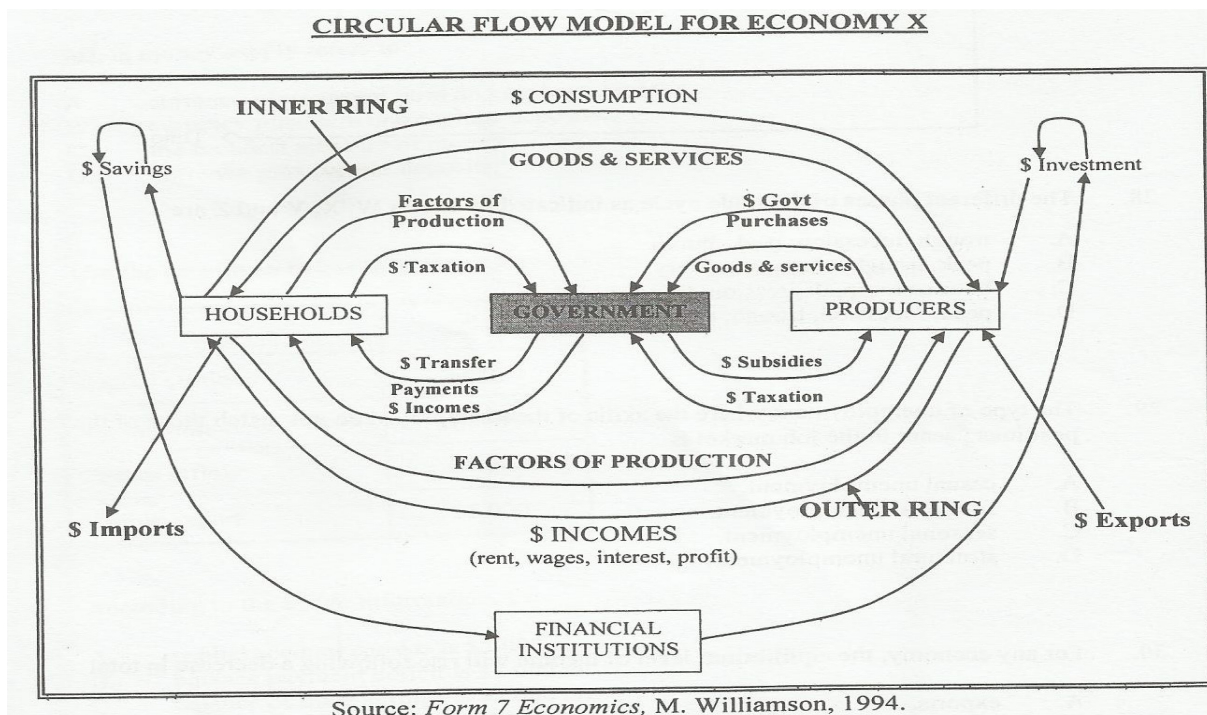 CIRCULAR FLOW MODEL FOR ECONOMY X
$ CONSUMPTION
INNER RING
GOODS & SERVICES
$ Savings
$ Investment
Factors of
Production
$ Govt
Purchases
$ Taxation
Goods & services
HOUSEHOLDS
GOVERNMENT
PRODUCERS
$ Transfer
Payments
$ Incomes
$ Subsidies
$ Taxation
FACTORS OF PRODUCTION
OUTER RING
$ Imports
$ INCOMES
(rent, wages, interest, profit)
$ Exports
FINANCIAL
INSTITUTIONS
Source: Form 7 Economics, M. Williamson, 1994.